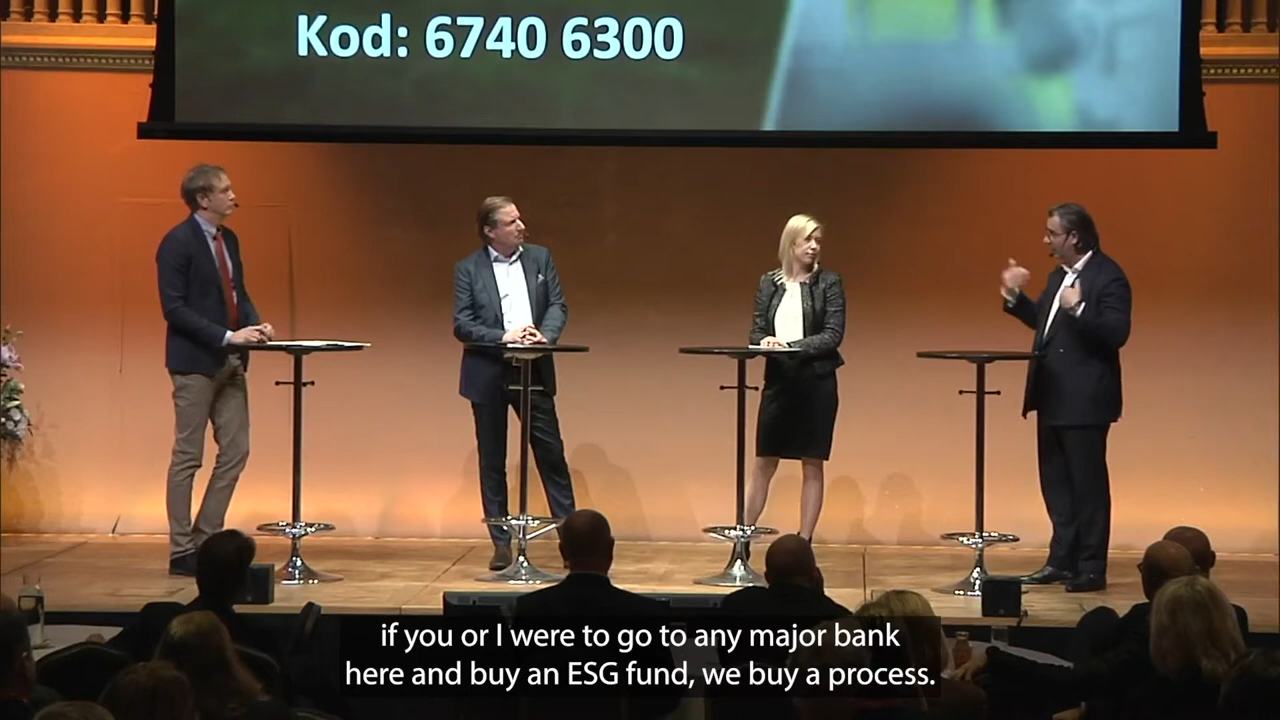 Kod: 6740 6300
if you or I were to go to any major bank
here and buy an ESG fund, we buy a process.